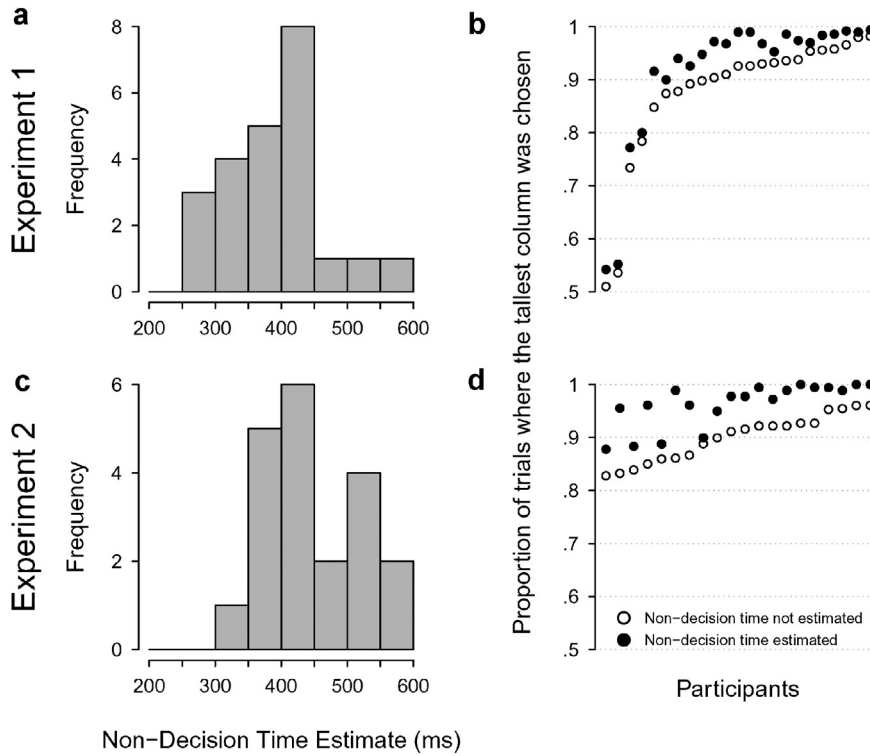 a
Experiment 1
Frequency
8
6
4
2
0
200
300
400
500
600
b
Proportion of trials where the tallest column was chosen
1
.9
.8
.7
.6
.5
c
Experiment 2
Frequency
6
4
2
0
200
300
400
500
600
Non−Decision Time Estimate (ms)
d
1
.9
.8
.7
.6
.5
Non−decision time not estimated
Non−decision time estimated
Participants